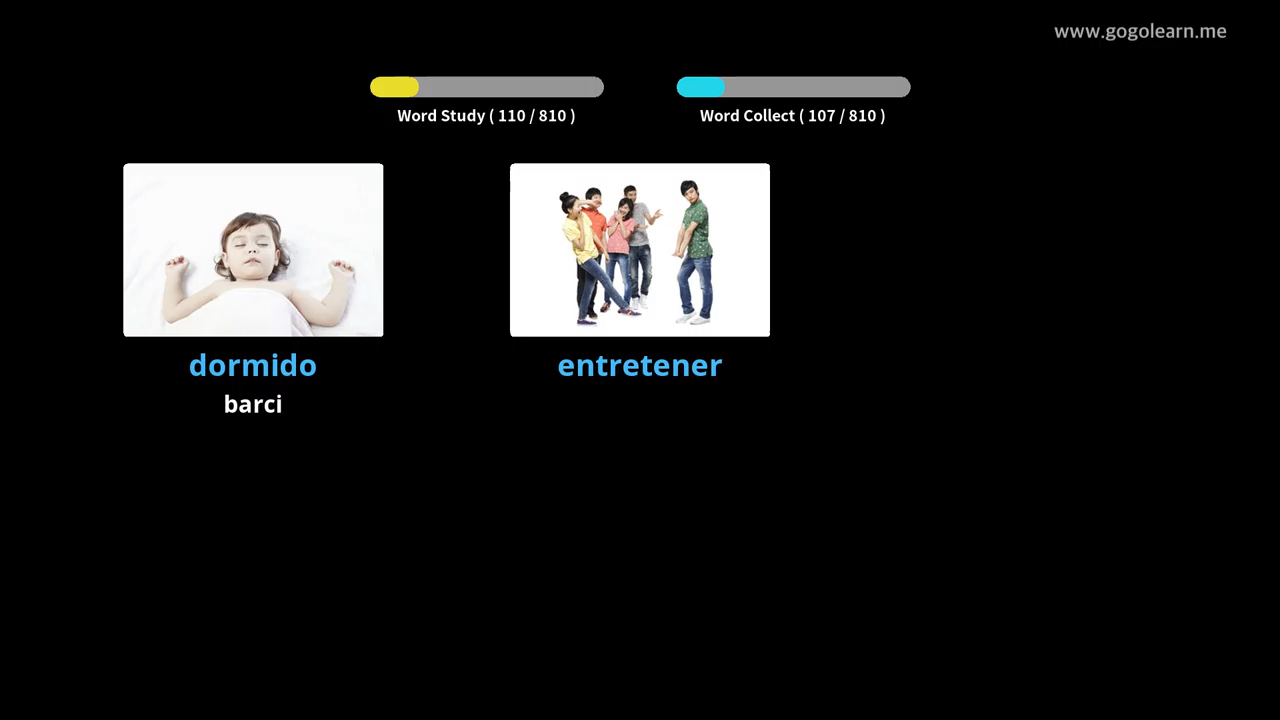 www.gogolearn.me
Word Study ( 110 / 810 )
Word Collect ( 107 / 810 )
dormido
barci
entretener